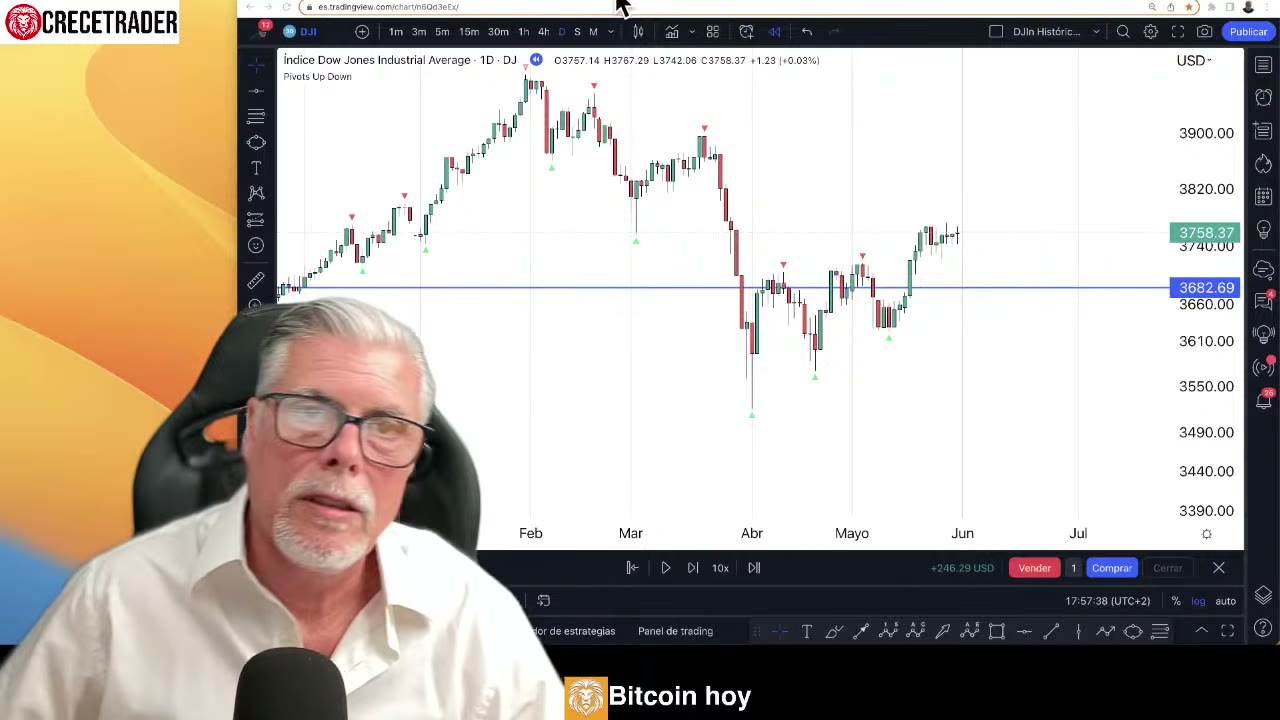 CRECETRADER
es.tradingview.com/chart/n6Qd3eEx/
12
DJI
1m 3m 5m 15m 30m 1h 4h D S M
DJIn Históric...
Publicar
Índice Dow Jones Industrial Average · 1D · DJ
O3757.14 H3767.29 L3742.06 C3758.37 +1.23 (+0.03%)
USD
Pivots Up Down
3900.00
3820.00
3758.37
3740.00
3682.69
3660.00
3610.00
3550.00
3490.00
3440.00
3390.00
4
26
Feb Mar Abr Mayo Jun Jul
10x
+246.29 USD
Vender
1
Comprar
Cerrar
17:57:38 (UTC+2)
% log auto
dor de estrategias
Panel de trading
Bitcoin hoy